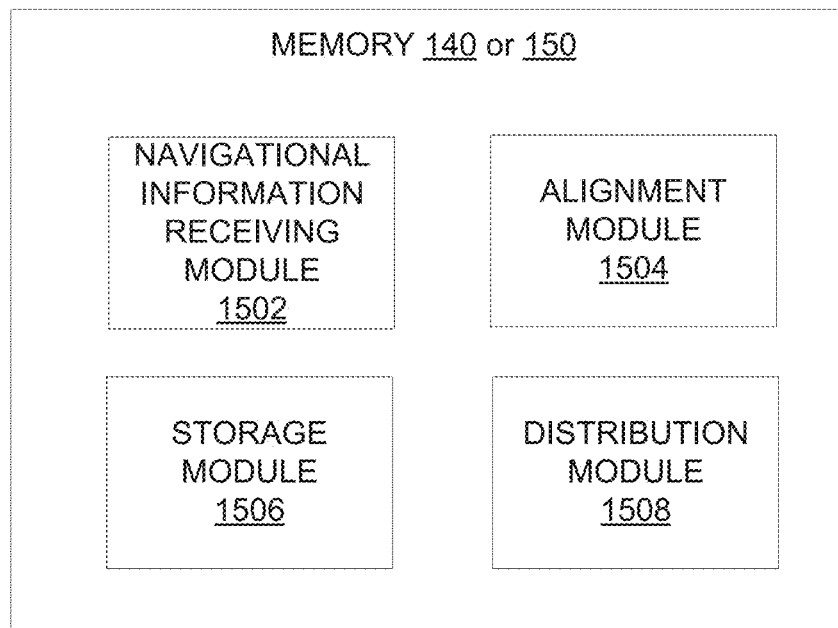 MEMORY 140 or 150
NAVIGATIONAL
INFORMATION
RECEIVING
MODULE
1502
ALIGNMENT
MODULE
1504
STORAGE
MODULE
1506
DISTRIBUTION
MODULE
1508